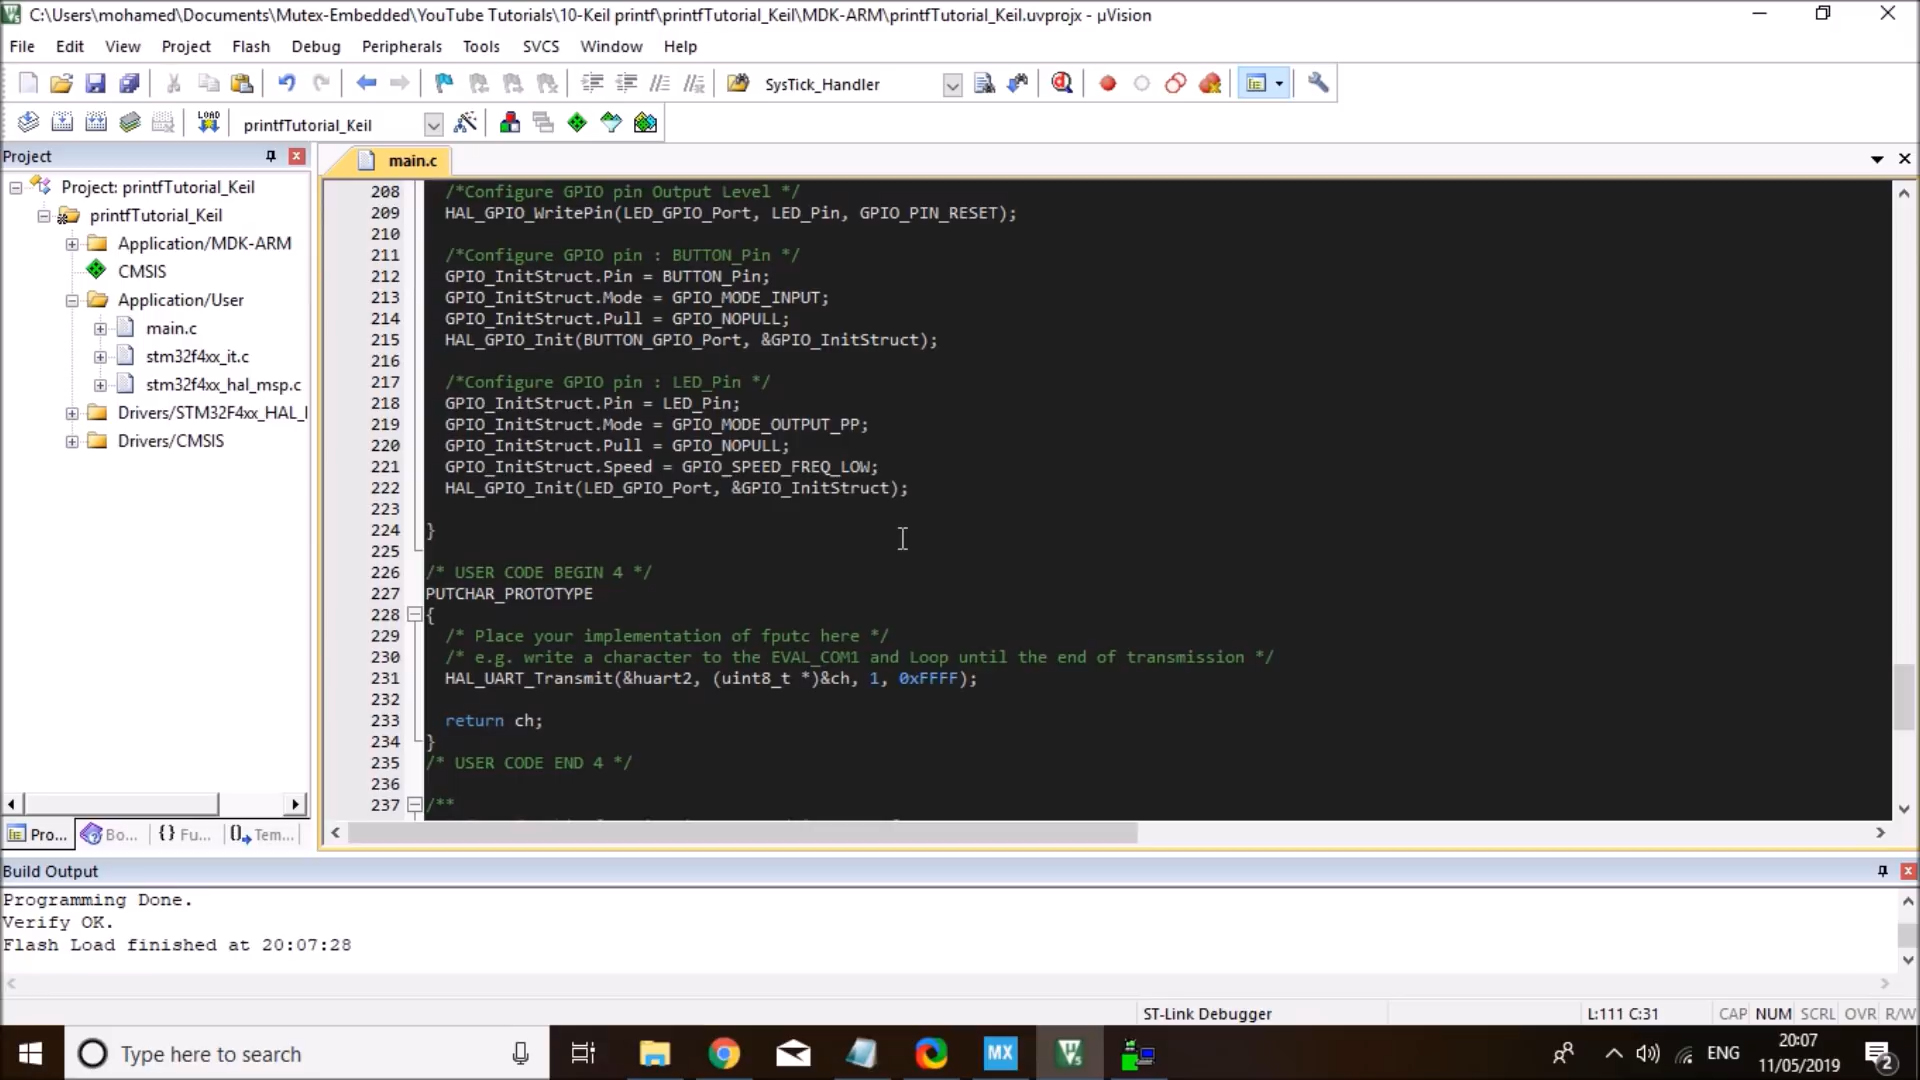 C:\Users\mohamed\Documents\Mutex-Embedded\YouTube Tutorials\10-Keil printf\printfTutorial_Keil\MDK-ARM\printfTutorial_Keil.uvprojx - µVision
File Edit View Project Flash Debug Peripherals Tools SVCS Window Help
SysTick_Handler
LOAD printfTutorial_Keil
Project
main.c
Project: printfTutorial_Keil
printfTutorial_Keil
Application/MDK-ARM
CMSIS
Application/User
main.c
stm32f4xx_it.c
stm32f4xx_hal_msp.c
Drivers/STM32F4xx_HAL_
Drivers/CMSIS
Pro... Bo... {} Fu... Tem...
208 /*Configure GPIO pin Output Level */
209 HAL_GPIO_WritePin(LED_GPIO_Port, LED_Pin, GPIO_PIN_RESET);
210
211 /*Configure GPIO pin : BUTTON_Pin */
212 GPIO_InitStruct.Pin = BUTTON_Pin;
213 GPIO_InitStruct.Mode = GPIO_MODE_INPUT;
214 GPIO_InitStruct.Pull = GPIO_NOPULL;
215 HAL_GPIO_Init(BUTTON_GPIO_Port, &GPIO_InitStruct);
216
217 /*Configure GPIO pin : LED_Pin */
218 GPIO_InitStruct.Pin = LED_Pin;
219 GPIO_InitStruct.Mode = GPIO_MODE_OUTPUT_PP;
220 GPIO_InitStruct.Pull = GPIO_NOPULL;
221 GPIO_InitStruct.Speed = GPIO_SPEED_FREQ_LOW;
222 HAL_GPIO_Init(LED_GPIO_Port, &GPIO_InitStruct);
223
224 }
225
226 /* USER CODE BEGIN 4 */
227 PUTCHAR_PROTOTYPE
228 {
229 /* Place your implementation of fputc here */
230 /* e.g. write a character to the EVAL_COM1 and Loop until the end of transmission */
231 HAL_UART_Transmit(&huart2, (uint8_t *)&ch, 1, 0xFFFF);
232
233 return ch;
234 }
235 /* USER CODE END 4 */
236
237 /**
Build Output
Programming Done.
Verify OK.
Flash Load finished at 20:07:28
ST-Link Debugger L:111 C:31 CAP NUM SCRL OVR R/W
Type here to search
MX
ENG
20:07
11/05/2019
2